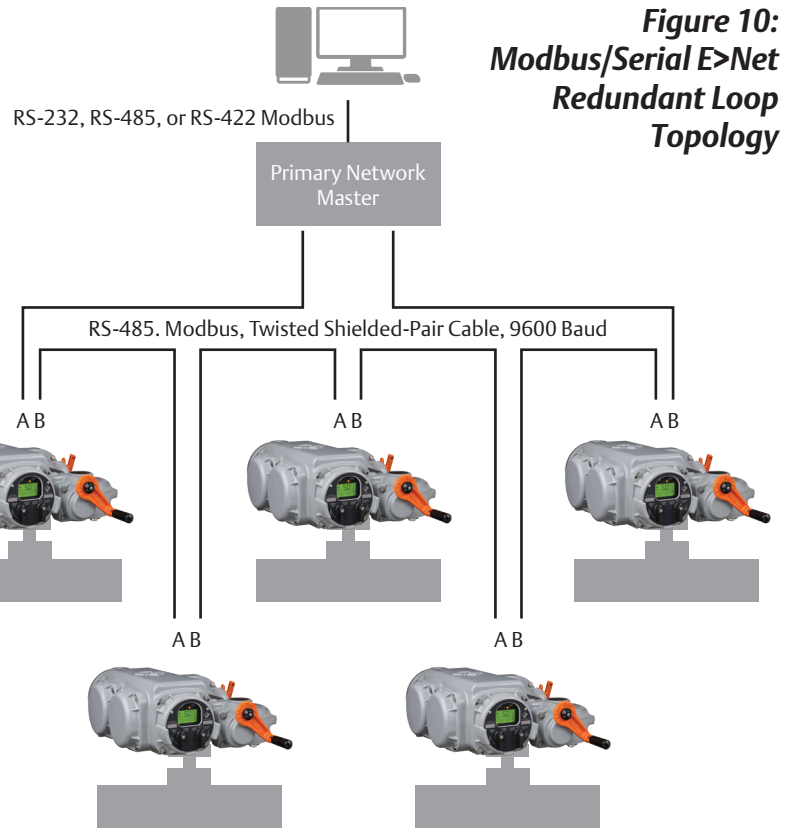 Figure 10:
Modbus/Serial E>Net
Redundant Loop
Topology
RS-232, RS-485, or RS-422 Modbus
Primary Network
Master
RS-485. Modbus, Twisted Shielded-Pair Cable, 9600 Baud
A B
A B
A B
A B
A B